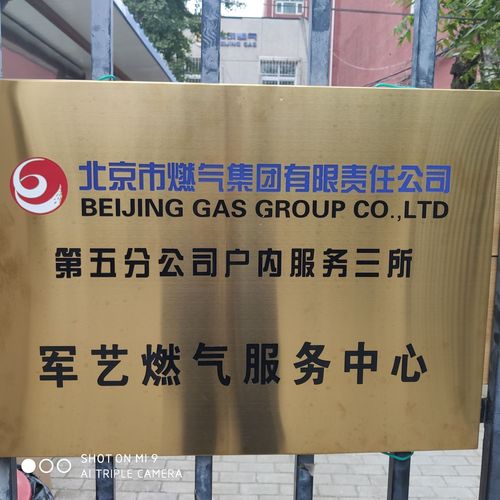 BEIJING GAS
北京市燃气集团有限责任公司
BEIJING GAS GROUP CO.,LTD
第五分公司户内服务三所
军艺燃气服务中心
SHOT ON MI 9
AI TRIPLE CAMERA